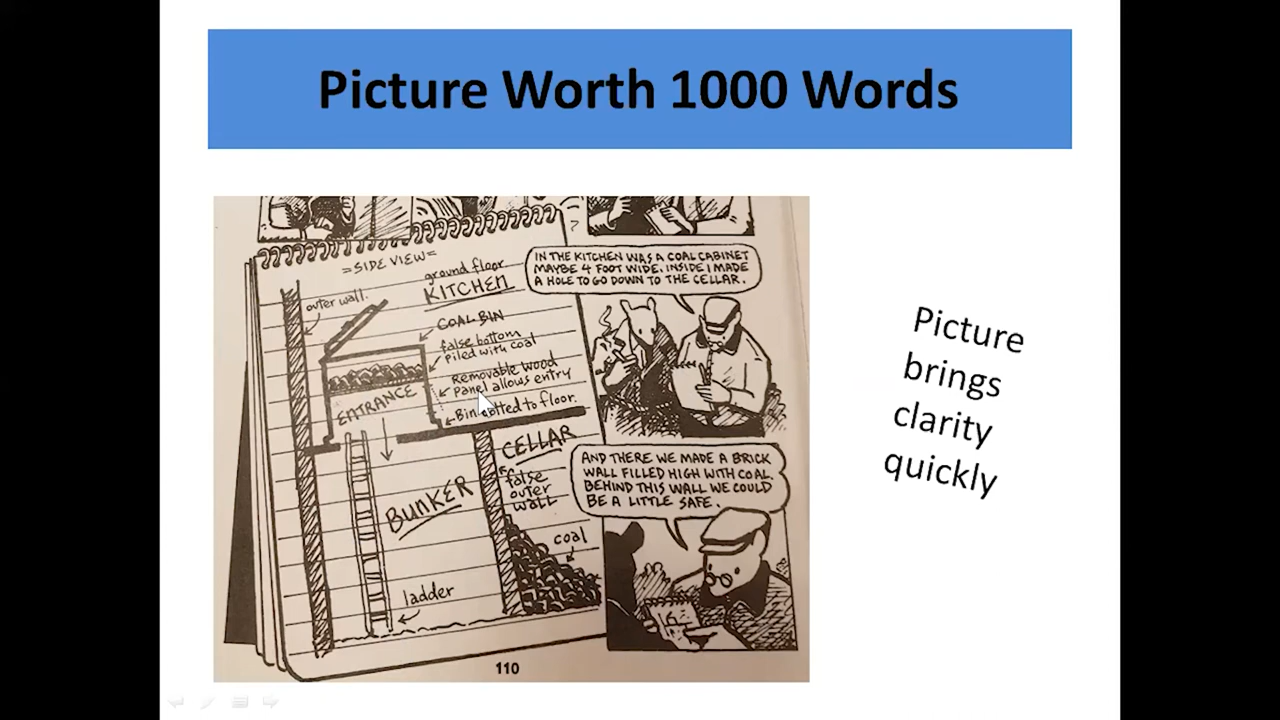 Picture Worth 1000 Words
=SIDE VIEW=
outer wall.
ground floor
KITCHEN
COAL BIN
false bottom
piled with coal
Removable wood
panel allows entry
Bin bolted to floor.
ENTRANCE
CELLAR
false
outer
wall
BUNKER
coal
ladder
IN THE KITCHEN WAS A COAL CABINET
MAYBE 4 FOOT WIDE. INSIDE I MADE
A HOLE TO GO DOWN TO THE CELLAR.
AND THERE WE MADE A BRICK
WALL FILLED HIGH WITH COAL.
BEHIND THIS WALL WE COULD
BE A LITTLE SAFE.
110
Picture
brings
clarity
quickly